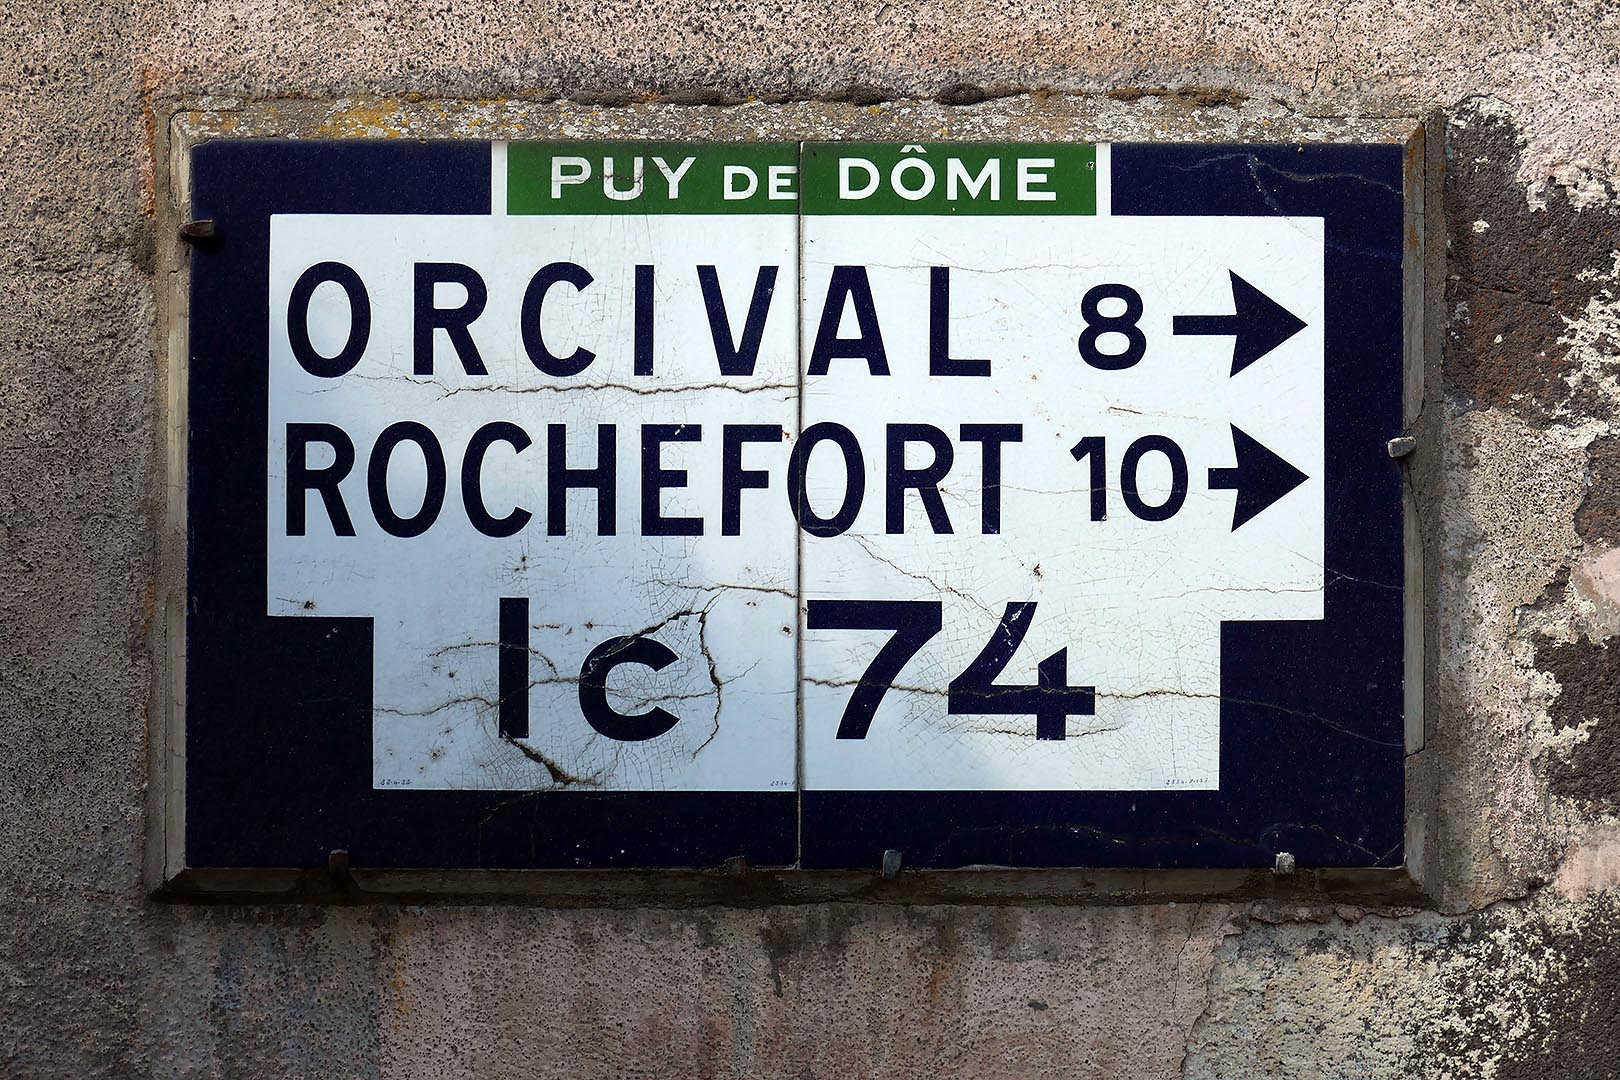 PUY DE DÔME
ORCIVAL 8
ROCHEFORT 10
Ic 74